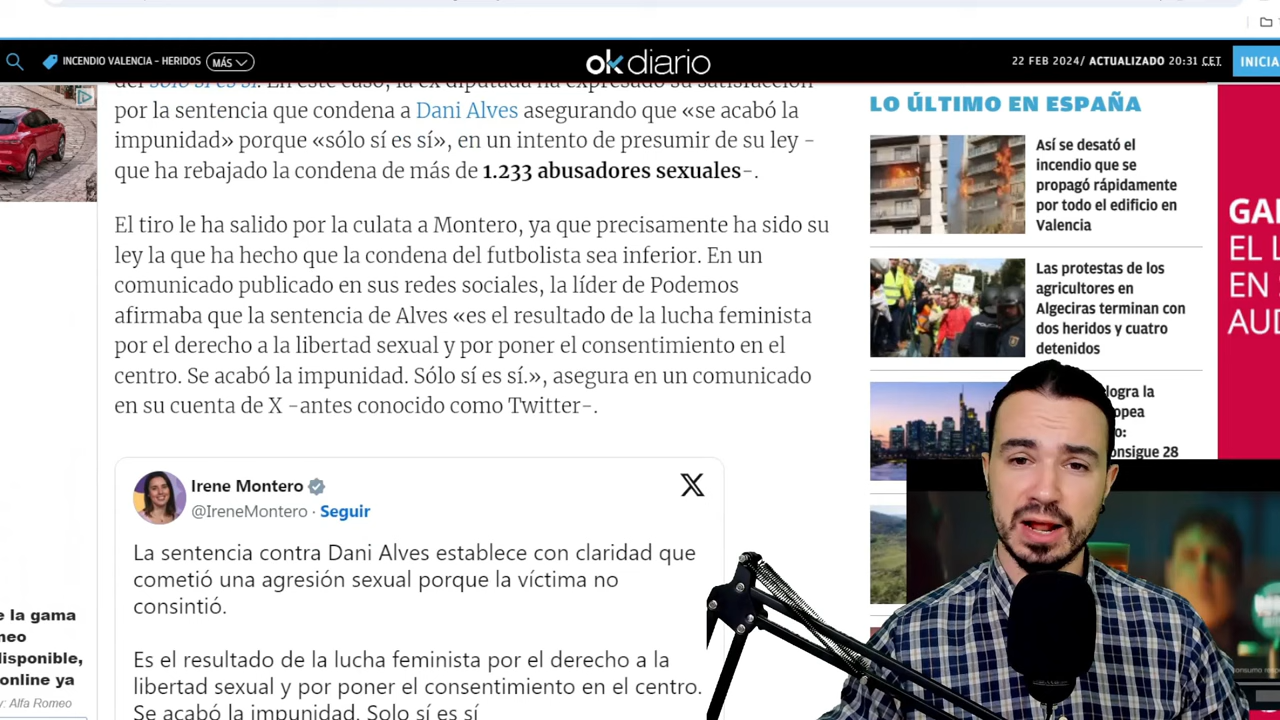 INCENDIO VALENCIA - HERIDOS
MÁS
okdiario
22 FEB 2024/ ACTUALIZADO 20:31 CET
INICIA
del sólo sí es sí. En este caso, la ex diputada ha expresado su satisfacción
por la sentencia que condena a Dani Alves asegurando que «se acabó la
impunidad» porque «sólo sí es sí», en un intento de presumir de su ley -
que ha rebajado la condena de más de 1.233 abusadores sexuales-.
El tiro le ha salido por la culata a Montero, ya que precisamente ha sido su
ley la que ha hecho que la condena del futbolista sea inferior. En un
comunicado publicado en sus redes sociales, la líder de Podemos
afirmaba que la sentencia de Alves «es el resultado de la lucha feminista
por el derecho a la libertad sexual y por poner el consentimiento en el
centro. Se acabó la impunidad. Sólo sí es sí.», asegura en un comunicado
en su cuenta de X -antes conocido como Twitter-.
Irene Montero
@IreneMontero · Seguir
X
La sentencia contra Dani Alves establece con claridad que
cometió una agresión sexual porque la víctima no
consintió.
Es el resultado de la lucha feminista por el derecho a la
libertad sexual y por poner el consentimiento en el centro.
Se acabó la impunidad. Solo sí es sí
LO ÚLTIMO EN ESPAÑA
Así se desató el
incendio que se
propagó rápidamente
por todo el edificio en
Valencia
Las protestas de los
agricultores en
Algeciras terminan con
dos heridos y cuatro
detenidos
logra la
opea
o:
onsigue 28
POLICIA
GA
EL L
EN S
AUD
e la gama
meo
disponible,
online ya
y: Alfa Romeo